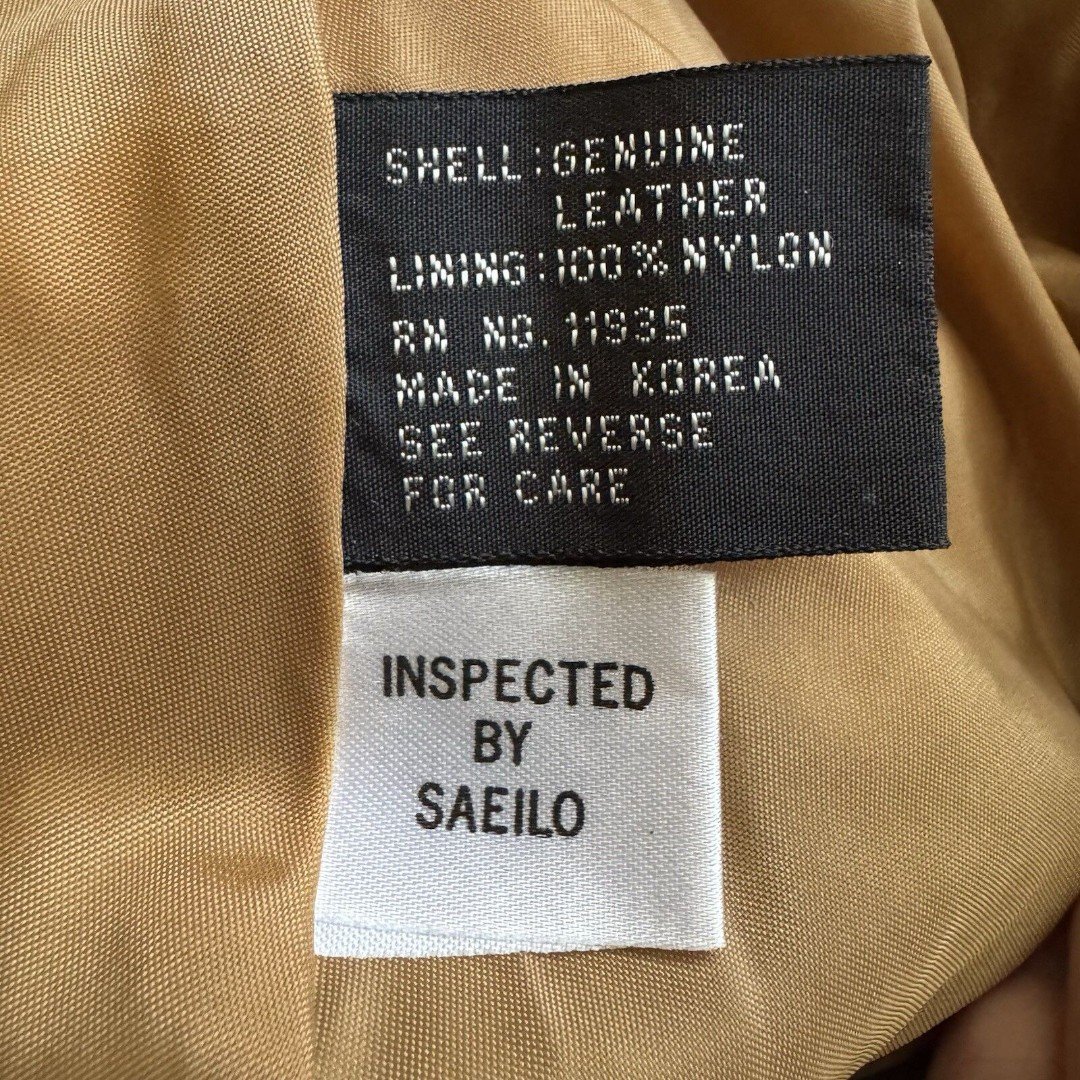 SHELL:GENUINE
LEATHER
LINING:100% NYLON
RN NO. 11935
MADE IN KOREA
SEE REVERSE
FOR CARE
INSPECTED
BY
SAEILO